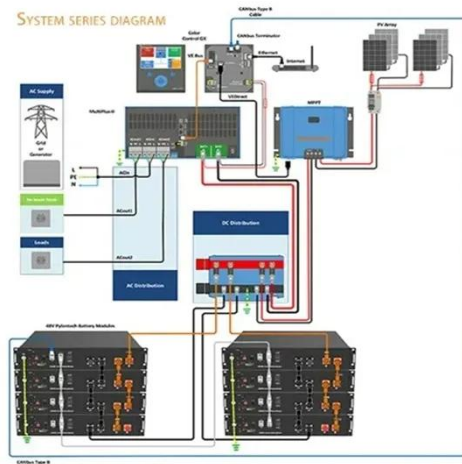 SYSTEM SERIES DIAGRAM
CANbus Type B
Cable
Color
Control GX
CANbus Terminator
PV Array
VE Bus
Ethernet
Internet
AC Supply
VE Direct
MultiPlus-II
MPPT
Grid
or
Generator
L
PE
N
ACin
ACout1
DC Distribution
Loads
ACout2
AC Distribution
48V Pylontech Battery Modules
CANbus Type B